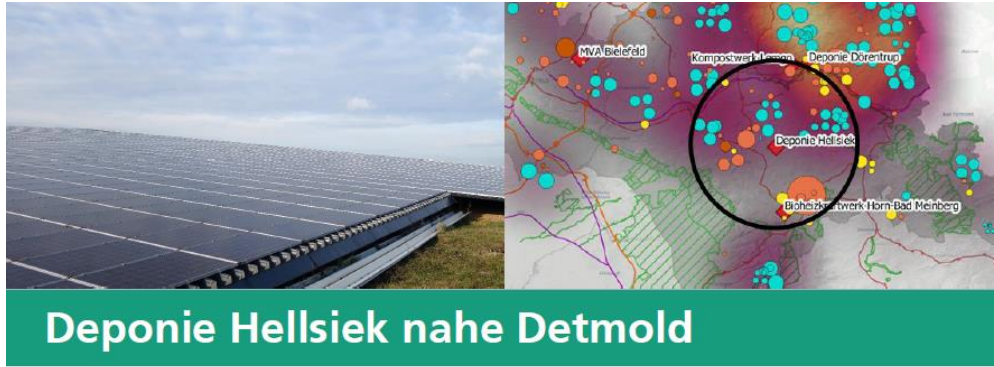 MVA Bielefeld
Kompostwerk Lemgo
Deponie Dörentrup
Deponie Hellsiek
Bioheizkraftwerk Horn-Bad Meinberg
Deponie Hellsiek nahe Detmold